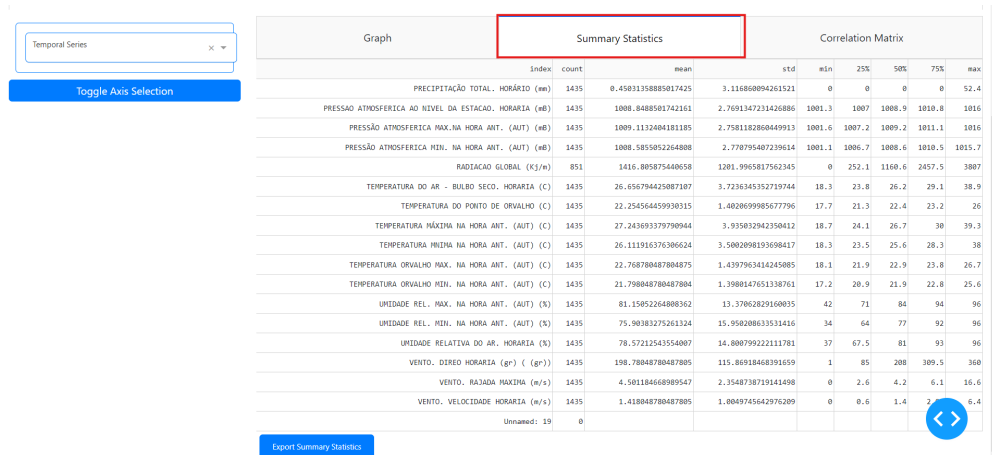 Temporal Series × 
Toggle Axis Selection
Graph Summary Statistics Correlation Matrix
index count mean std min 25% 50% 75% max
PRECIPITAÇÃO TOTAL. HORÁRIO (mm) 1435 0.45031358885017425 3.116860094261521 0 0 0 0 52.4
PRESSAO ATMOSFERICA AO NIVEL DA ESTACAO. HORARIA (mB) 1435 1008.8488501742161 2.7691347231426886 1001.3 1007 1008.9 1010.8 1016
PRESSÃO ATMOSFERICA MAX.NA HORA ANT. (AUT) (mB) 1435 1009.1132404181185 2.7581182860449913 1001.6 1007.2 1009.2 1011.1 1016
PRESSÃO ATMOSFERICA MIN. NA HORA ANT. (AUT) (mB) 1435 1008.5855052264808 2.770795407239614 1001.1 1006.7 1008.6 1010.5 1015.7
RADIACAO GLOBAL (Kj/m) 851 1416.805875440658 1201.9965817562345 0 252.1 1160.6 2457.5 3807
TEMPERATURA DO AR - BULBO SECO. HORARIA (C) 1435 26.656794425087107 3.7236345352719744 18.3 23.8 26.2 29.1 38.9
TEMPERATURA DO PONTO DE ORVALHO (C) 1435 22.254564459930315 1.4020699985677796 17.7 21.3 22.4 23.2 26
TEMPERATURA MÁXIMA NA HORA ANT. (AUT) (C) 1435 27.243693379790944 3.935032942350412 18.7 24.1 26.7 30 39.3
TEMPERATURA MNIMA NA HORA ANT. (AUT) (C) 1435 26.111916376306624 3.5002098193698417 18.3 23.5 25.6 28.3 38
TEMPERATURA ORVALHO MAX. NA HORA ANT. (AUT) (C) 1435 22.768780487804875 1.4397963414245085 18.1 21.9 22.9 23.8 26.7
TEMPERATURA ORVALHO MIN. NA HORA ANT. (AUT) (C) 1435 21.798048780487804 1.3980147651338761 17.2 20.9 21.9 22.8 25.6
UMIDADE REL. MAX. NA HORA ANT. (AUT) (%) 1435 81.15052264808362 13.37062829160035 42 71 84 94 96
UMIDADE REL. MIN. NA HORA ANT. (AUT) (%) 1435 75.90383275261324 15.950208633531416 34 64 77 92 96
UMIDADE RELATIVA DO AR. HORARIA (%) 1435 78.57212543554007 14.800799222111781 37 67.5 81 93 96
VENTO. DIREO HORARIA (gr) ( (gr)) 1435 198.78048780487805 115.86918468391659 1 85 208 309.5 360
VENTO. RAJADA MAXIMA (m/s) 1435 4.501184668989547 2.3548738719141498 0 2.6 4.2 6.1 16.6
VENTO. VELOCIDADE HORARIA (m/s) 1435 1.418048780487805 1.0049745642976209 0 0.6 1.4 6.4
Unnamed: 19 0
Export Summary Statistics